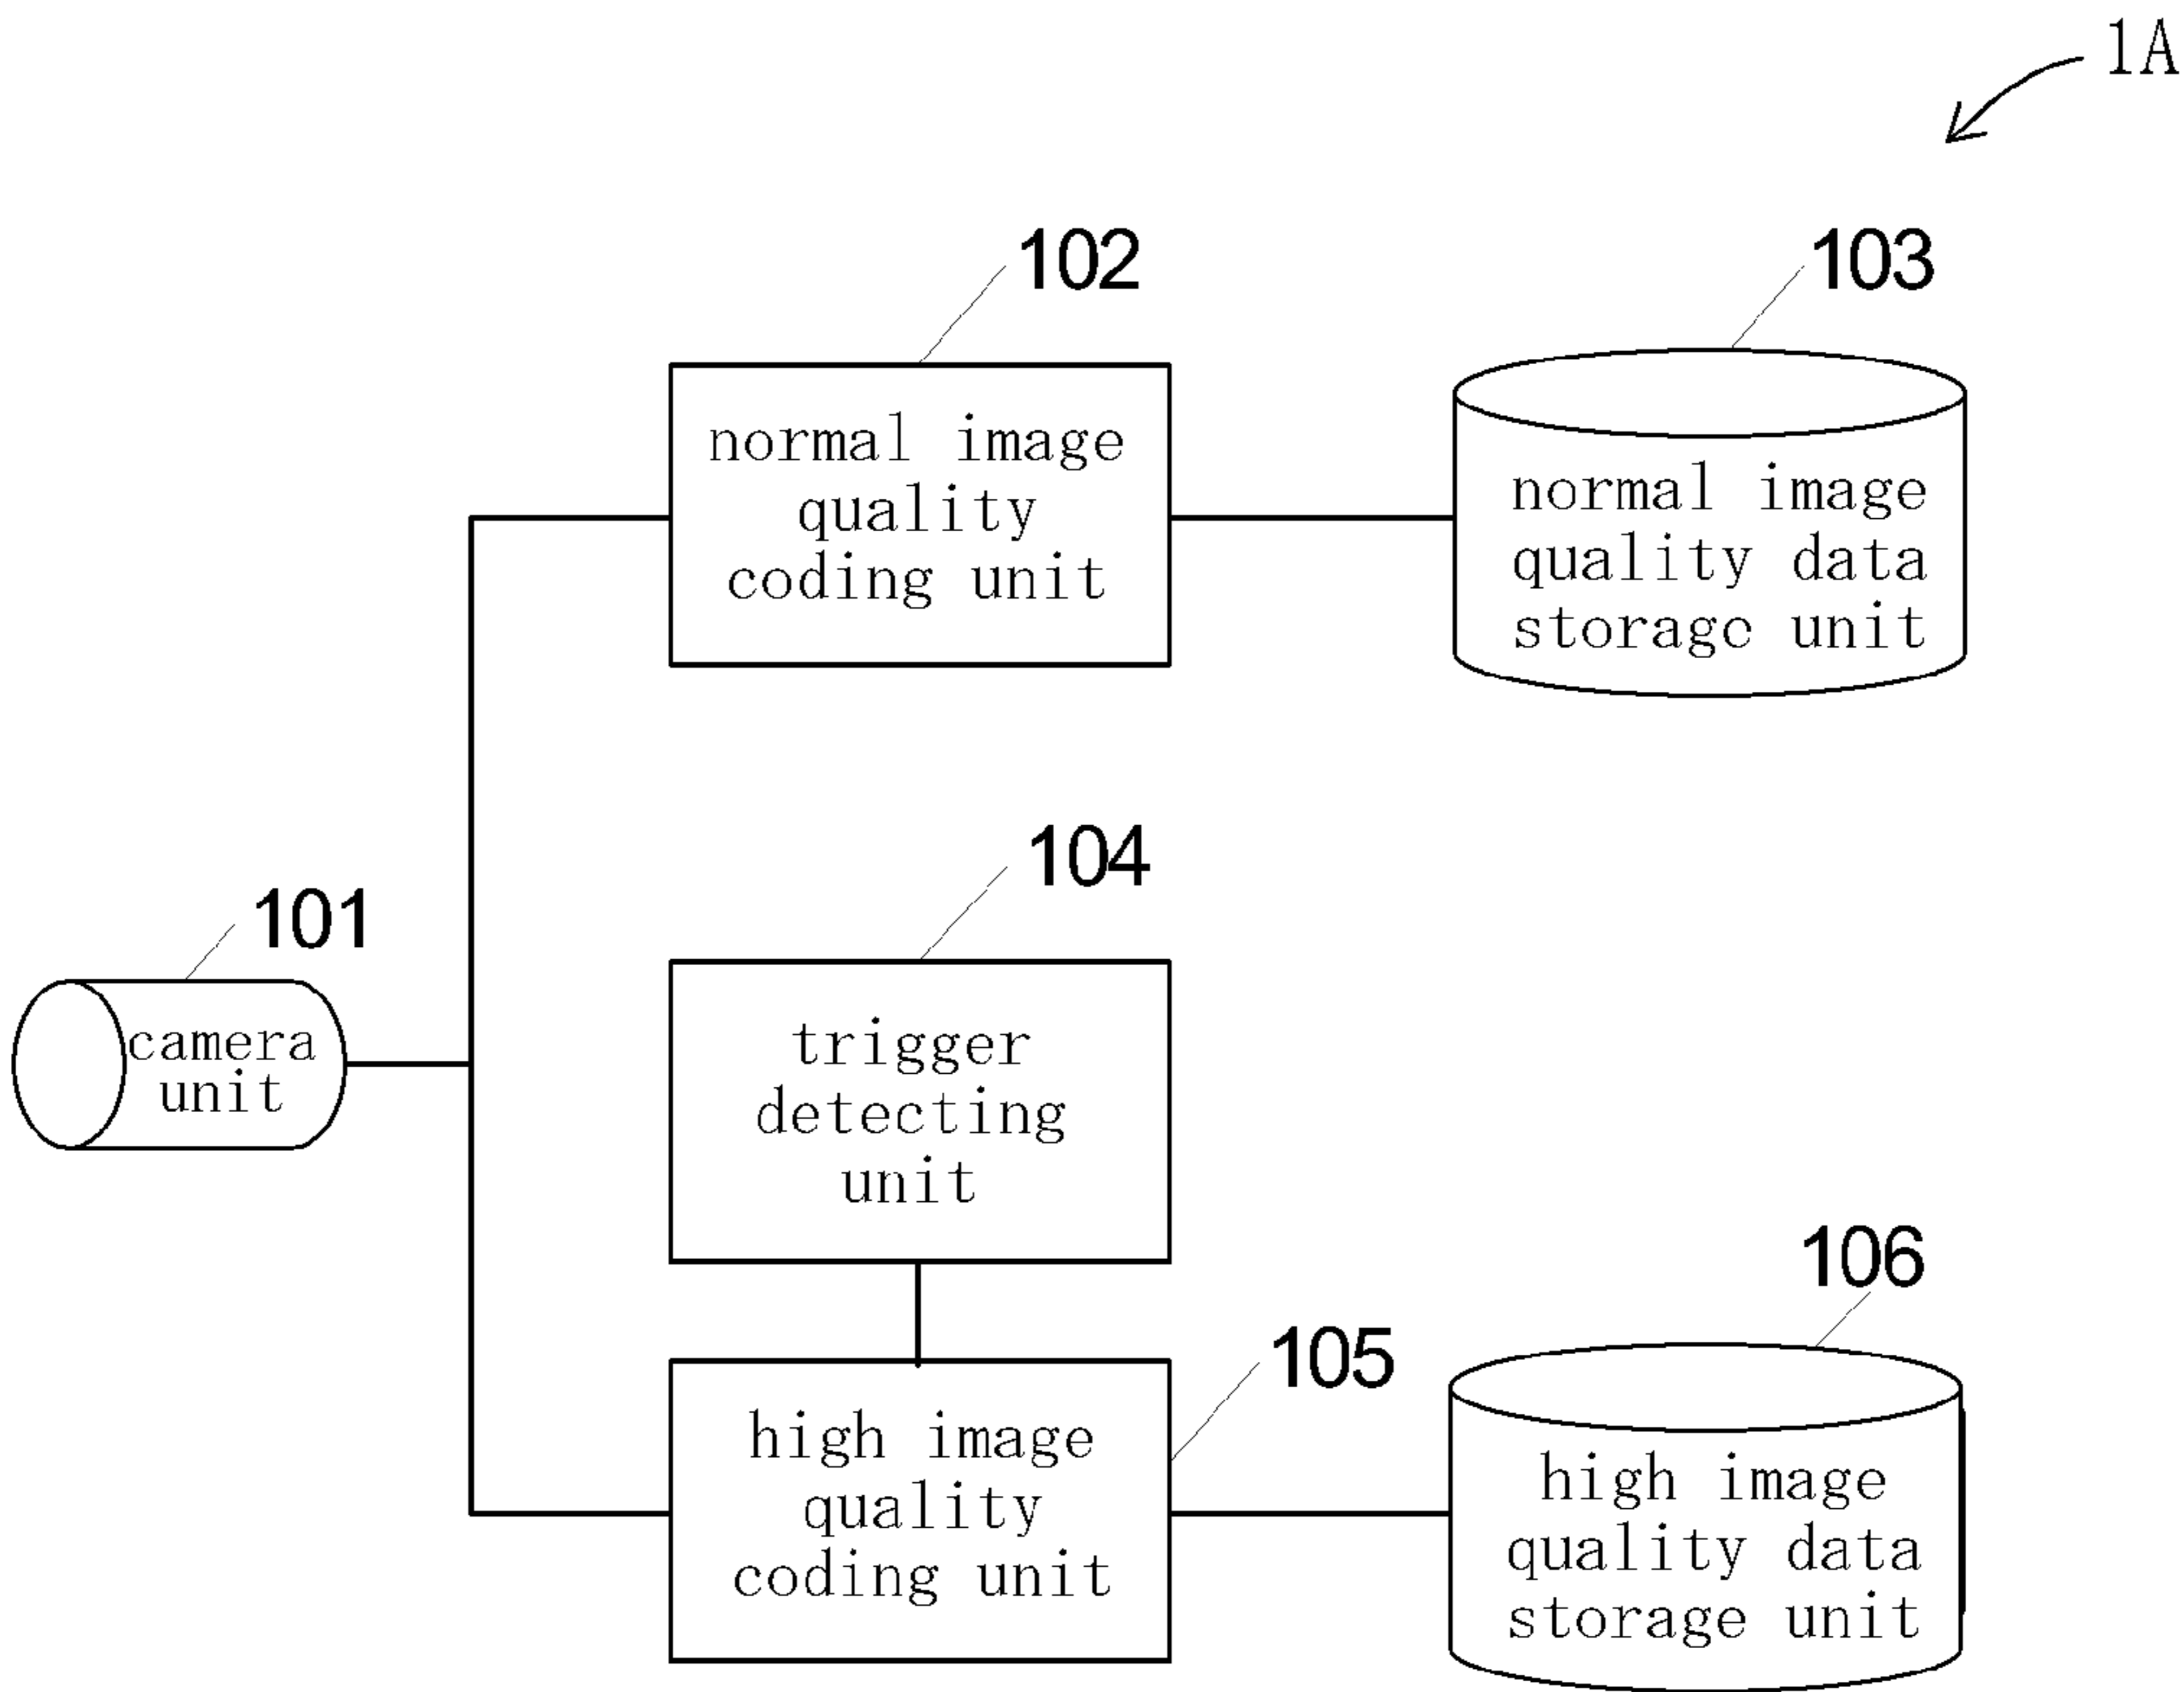 1A
102
103
normal image
quality
coding unit
normal image
quality data
storage unit
104
101
camera
unit
trigger
detecting
unit
106
105
high image
quality
coding unit
high image
quality data
storage unit